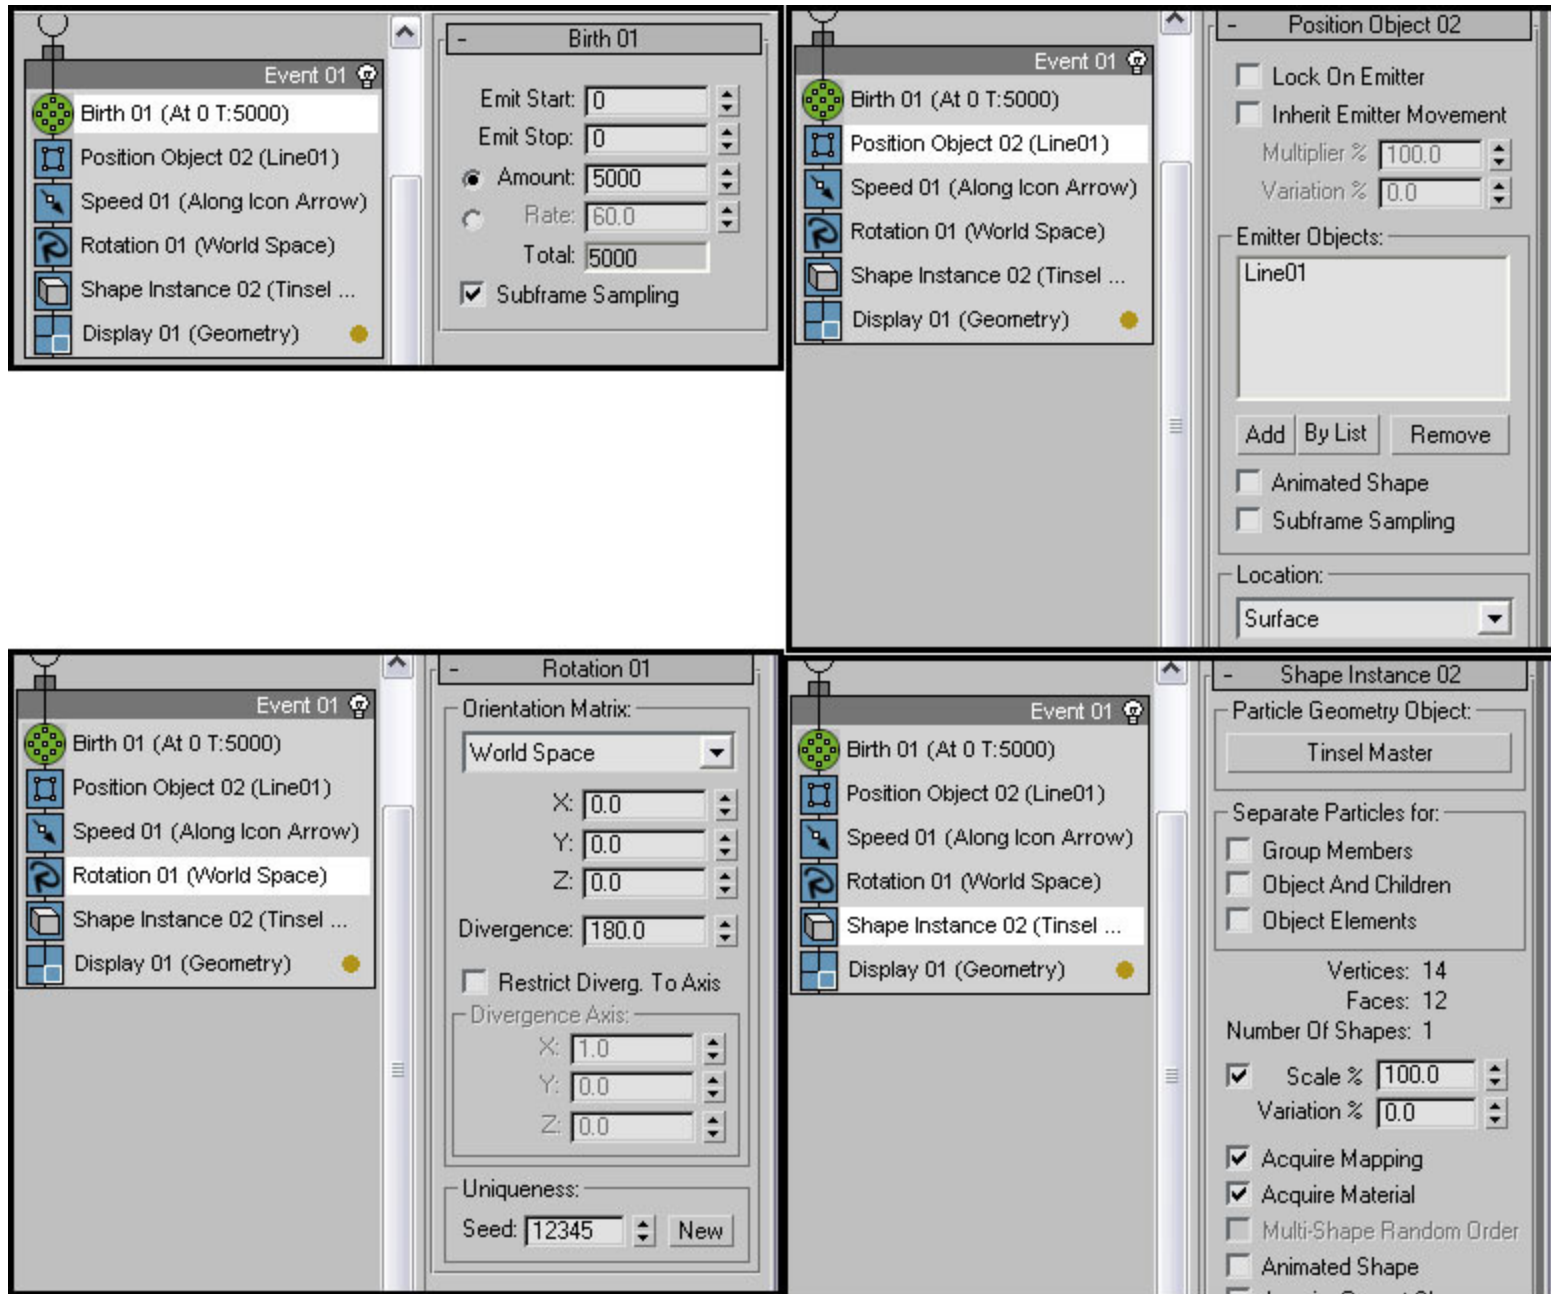 Event 01
Birth 01 (At 0 T:5000)
Position Object 02 (Line01)
Speed 01 (Along Icon Arrow)
Rotation 01 (World Space)
Shape Instance 02 (Tinsel ...
Display 01 (Geometry)
- Birth 01
Emit Start: 0
Emit Stop: 0
Amount: 5000
Rate: 60.0
Total: 5000
Subframe Sampling
Event 01
Birth 01 (At 0 T:5000)
Position Object 02 (Line01)
Speed 01 (Along Icon Arrow)
Rotation 01 (World Space)
Shape Instance 02 (Tinsel ...
Display 01 (Geometry)
- Position Object 02
Lock On Emitter
Inherit Emitter Movement
Multiplier % 100.0
Variation % 0.0
Emitter Objects:
Line01
Add By List Remove
Animated Shape
Subframe Sampling
Location:
Surface
Event 01
Birth 01 (At 0 T:5000)
Position Object 02 (Line01)
Speed 01 (Along Icon Arrow)
Rotation 01 (World Space)
Shape Instance 02 (Tinsel ...
Display 01 (Geometry)
- Rotation 01
Orientation Matrix:
World Space
X: 0.0
Y: 0.0
Z: 0.0
Divergence: 180.0
Restrict Diverg. To Axis
Divergence Axis:
X: 1.0
Y: 0.0
Z: 0.0
Uniqueness:
Seed: 12345 New
Event 01
Birth 01 (At 0 T:5000)
Position Object 02 (Line01)
Speed 01 (Along Icon Arrow)
Rotation 01 (World Space)
Shape Instance 02 (Tinsel ...
Display 01 (Geometry)
- Shape Instance 02
Particle Geometry Object:
Tinsel Master
Separate Particles for:
Group Members
Object And Children
Object Elements
Vertices: 14
Faces: 12
Number Of Shapes: 1
Scale % 100.0
Variation % 0.0
Acquire Mapping
Acquire Material
Multi-Shape Random Order
Animated Shape